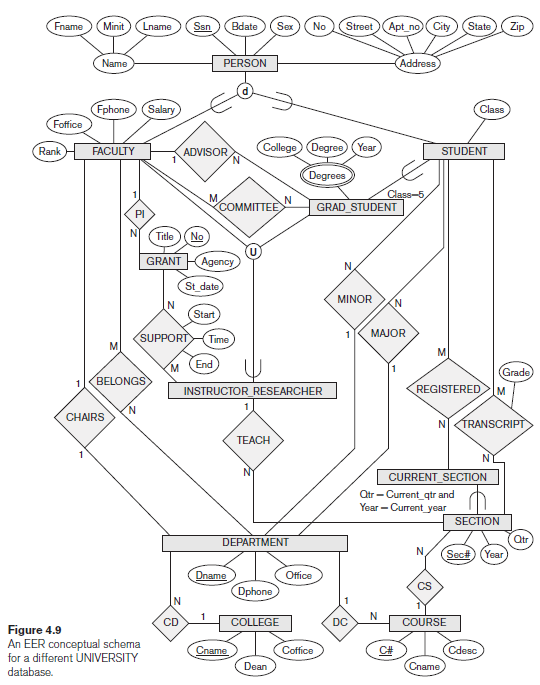 Fname Minit Lname Ssn Bdate Sex No Street Apt_no City State Zip
Name PERSON Address
d
Fphone Salary Class
Foffice
Rank FACULTY ADVISOR College Degree Year STUDENT
1 N
Degrees
Class=5
1 M COMMITTEE N GRAD_STUDENT
PI
N Title No
U
GRANT Agency
St_date
N
MINOR N
N Start
1 MAJOR
SUPPORT Time
M End 1
M M
Grade
1 BELONGS INSTRUCTOR_RESEARCHER REGISTERED M
N 1
CHAIRS N TRANSCRIPT
1 TEACH
N N
CURRENT_SECTION
Qtr = Current_qtr and
Year = Current_year
SECTION
DEPARTMENT Qtr
N Sec# Year
Dname Office
Dphone CS
N 1 1
CD 1 COLLEGE DC N COURSE
Cname Coffice C# Cdesc
Dean Cname
Figure 4.9
An EER conceptual schema
for a different UNIVERSITY
database.